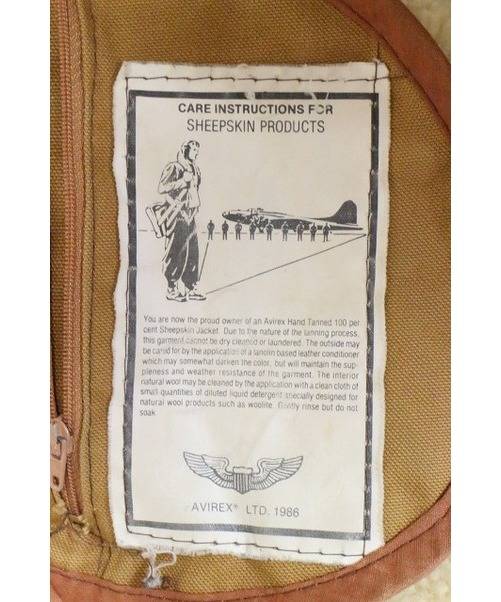 CARE INSTRUCTIONS FOR
SHEEPSKIN PRODUCTS
You are now the proud owner of an Avirex Hand Tanned 100 per
cent Sheepskin Jacket. Due to the nature of the tanning process,
this garment cannot be dry cleaned or laundered. The outside may
be cared for by the application of a lanolin based leather conditioner
which may somewhat darken the color, but will maintain the sup-
pleness and weather resistance of the garment. The interior
natural wool may be cleaned by the application with a clean cloth of
small quantities of diluted liquid detergent specially designed for
natural wool products such as woolite. Gently rinse but do not
soak
AVIREX® LTD. 1986